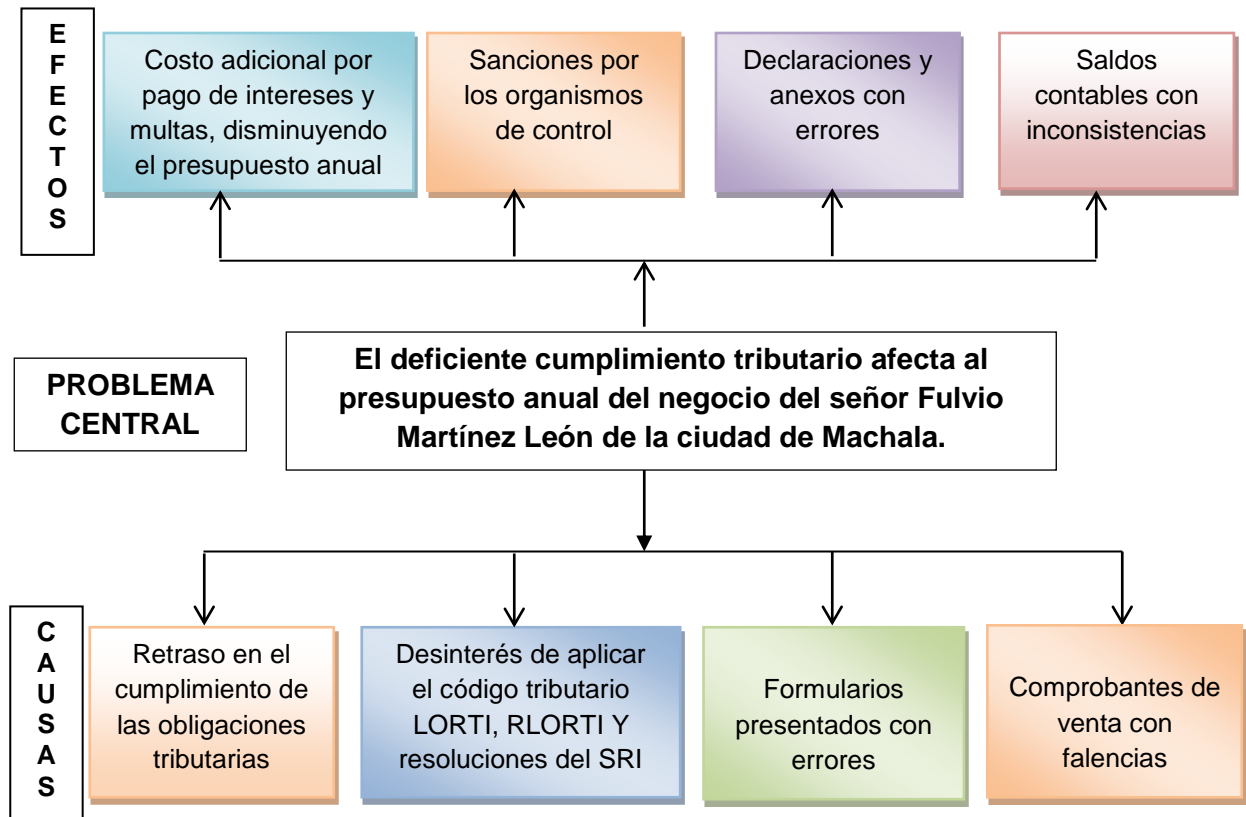 EFECTOS
Costo adicional por
pago de intereses y
multas, disminuyendo
el presupuesto anual
Sanciones por
los organismos
de control
Declaraciones y
anexos con
errores
Saldos
contables con
inconsistencias
PROBLEMA
CENTRAL
El deficiente cumplimiento tributario afecta al
presupuesto anual del negocio del señor Fulvio
Martínez León de la ciudad de Machala.
CAUSAS
Retraso en el
cumplimiento de
las obligaciones
tributarias
Desinterés de aplicar
el código tributario
LORTI, RLORTI Y
resoluciones del SRI
Formularios
presentados con
errores
Comprobantes de
venta con
falencias